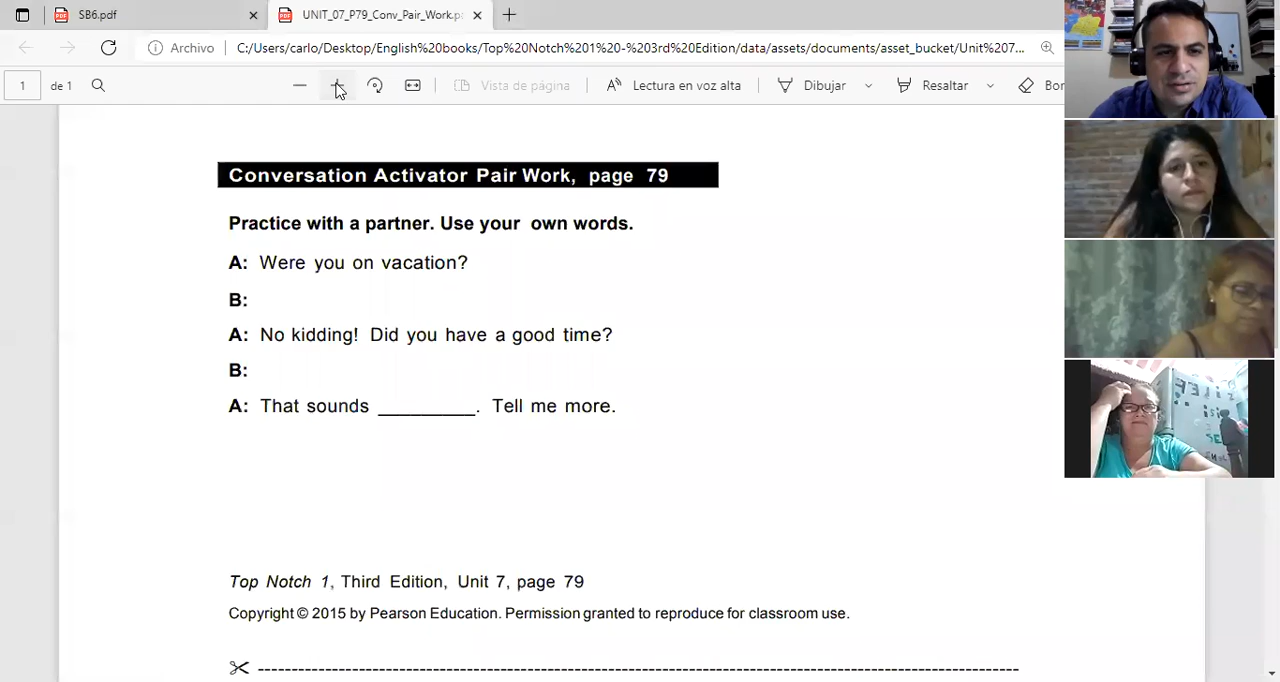 SB6.pdf
UNIT_07_P79_Conv_Pair_Work.p
Archivo
C:/Users/carlo/Desktop/English%20books/Top%20Notch%201%20-%203rd%20Edition/data/assets/documents/asset_bucket/Unit%207...
1 de 1
Vista de página
Lectura en voz alta
Dibujar
Resaltar
Bor
Conversation Activator Pair Work, page 79
Practice with a partner. Use your own words.
A: Were you on vacation?
B:
A: No kidding! Did you have a good time?
B:
A: That sounds __________. Tell me more.
Top Notch 1, Third Edition, Unit 7, page 79
Copyright © 2015 by Pearson Education. Permission granted to reproduce for classroom use.